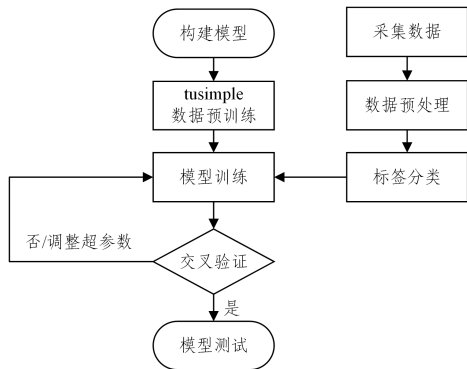 构建模型
采集数据
tusimple
数据预训练
数据预处理
模型训练
标签分类
否/调整超参数
交叉验证
是
模型测试